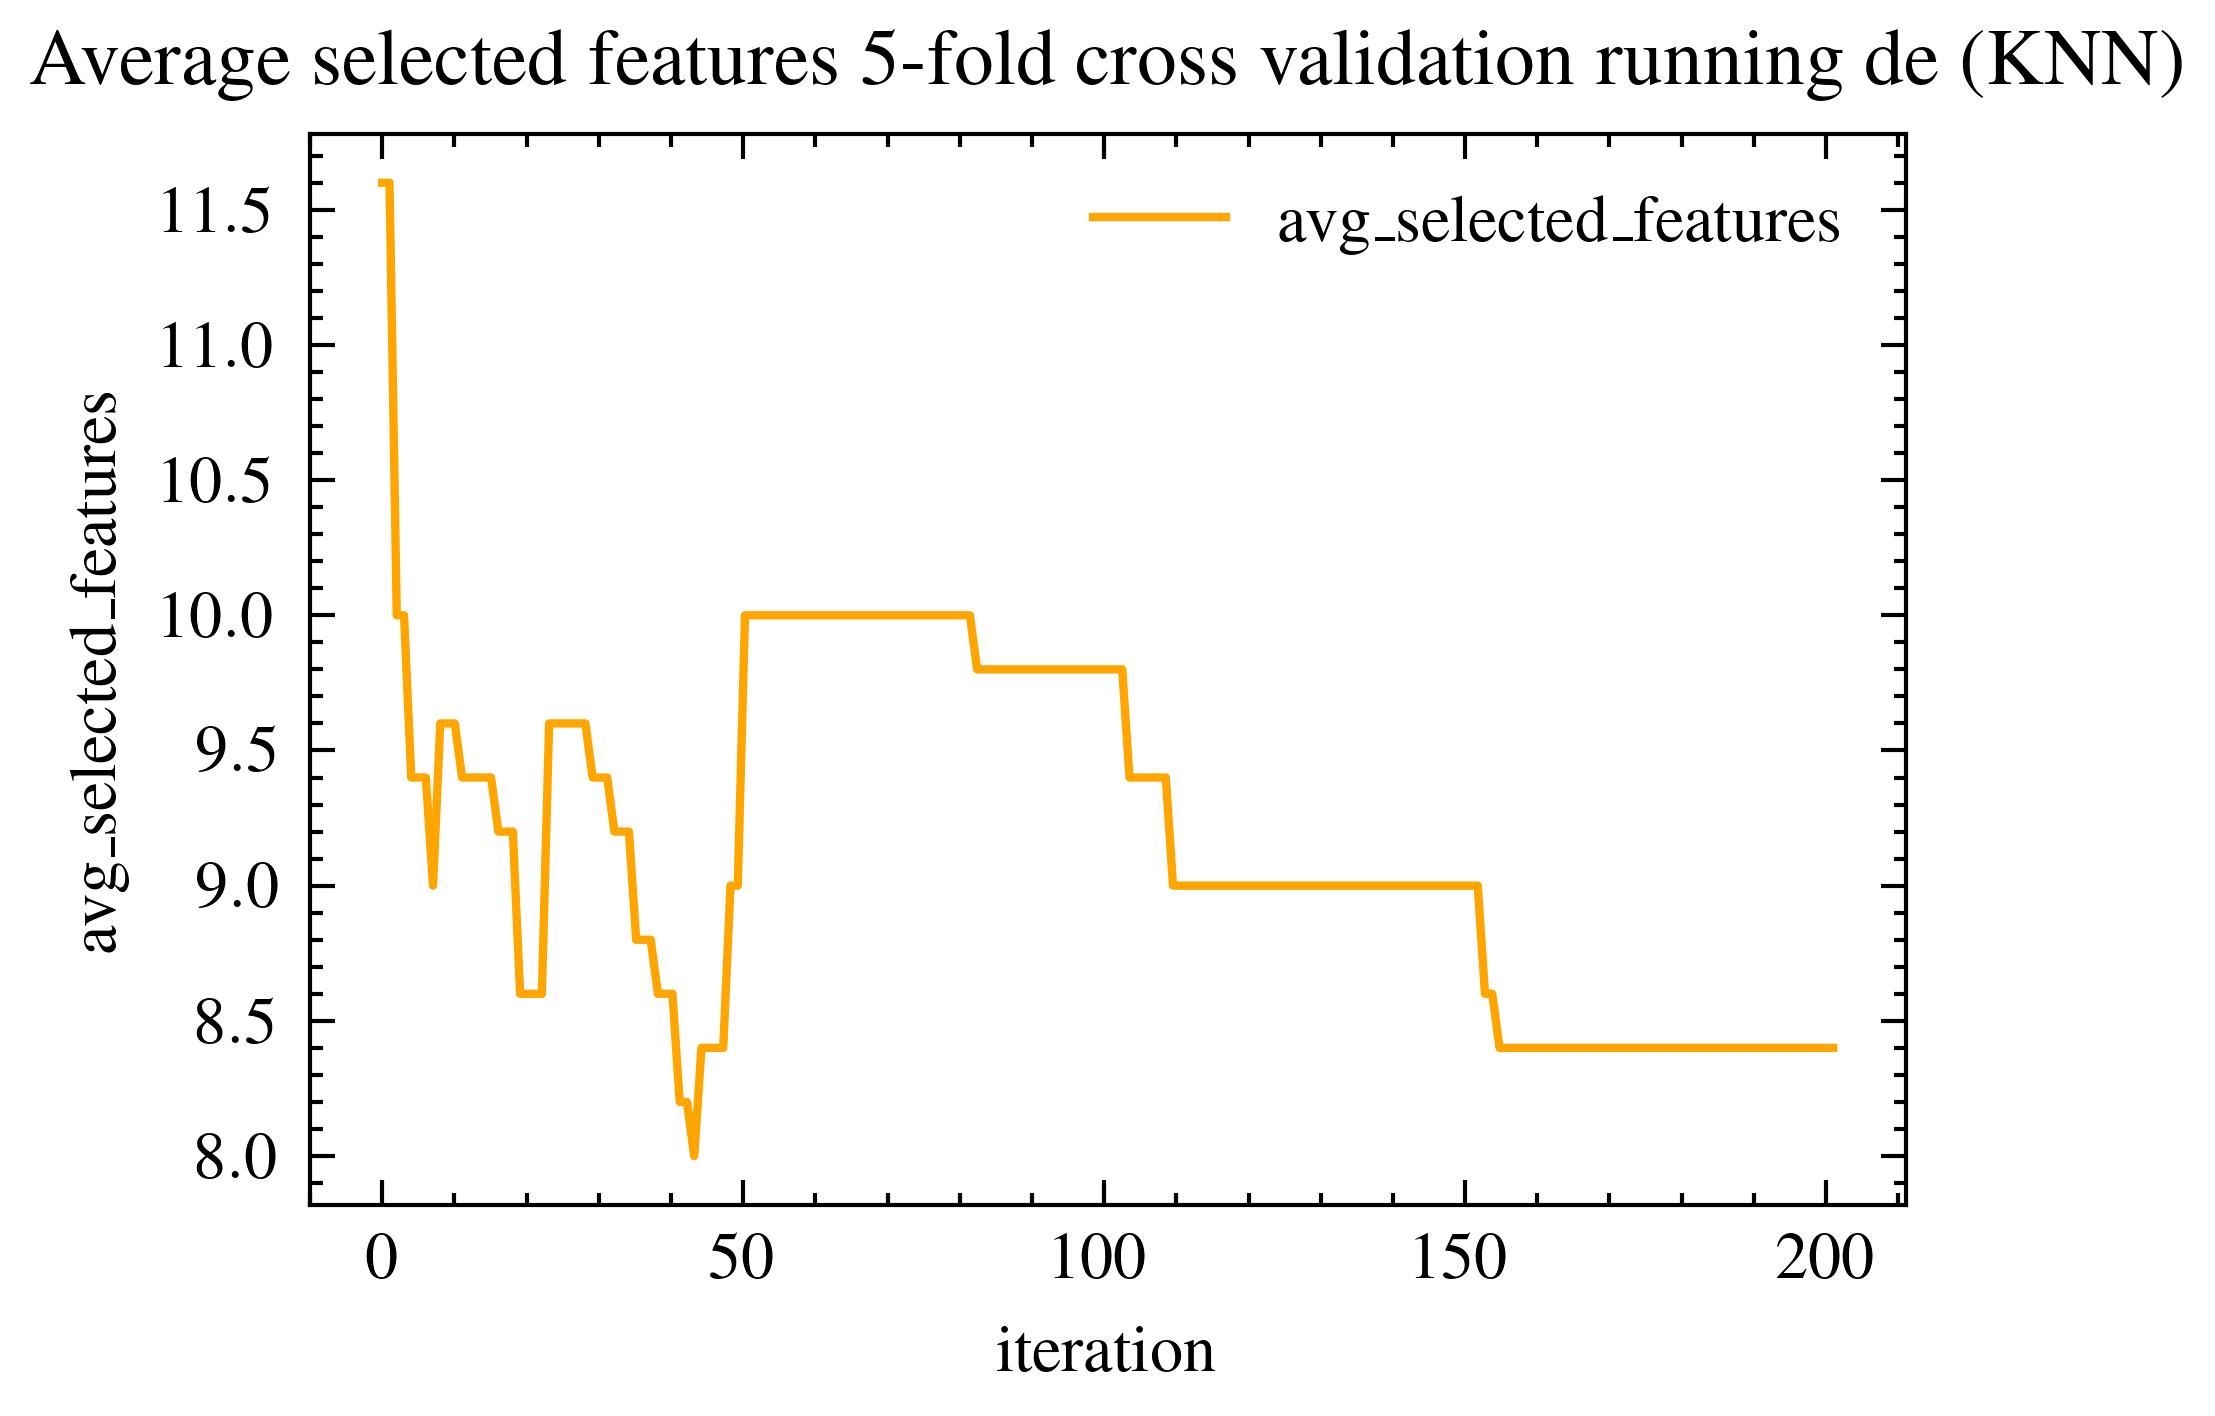 Average selected features 5-fold cross validation running de (KNN)
avg_selected_features
11.5
11.0
10.5
10.0
9.5
9.0
8.5
8.0
avg_selected_features
0 50 100 150 200
iteration